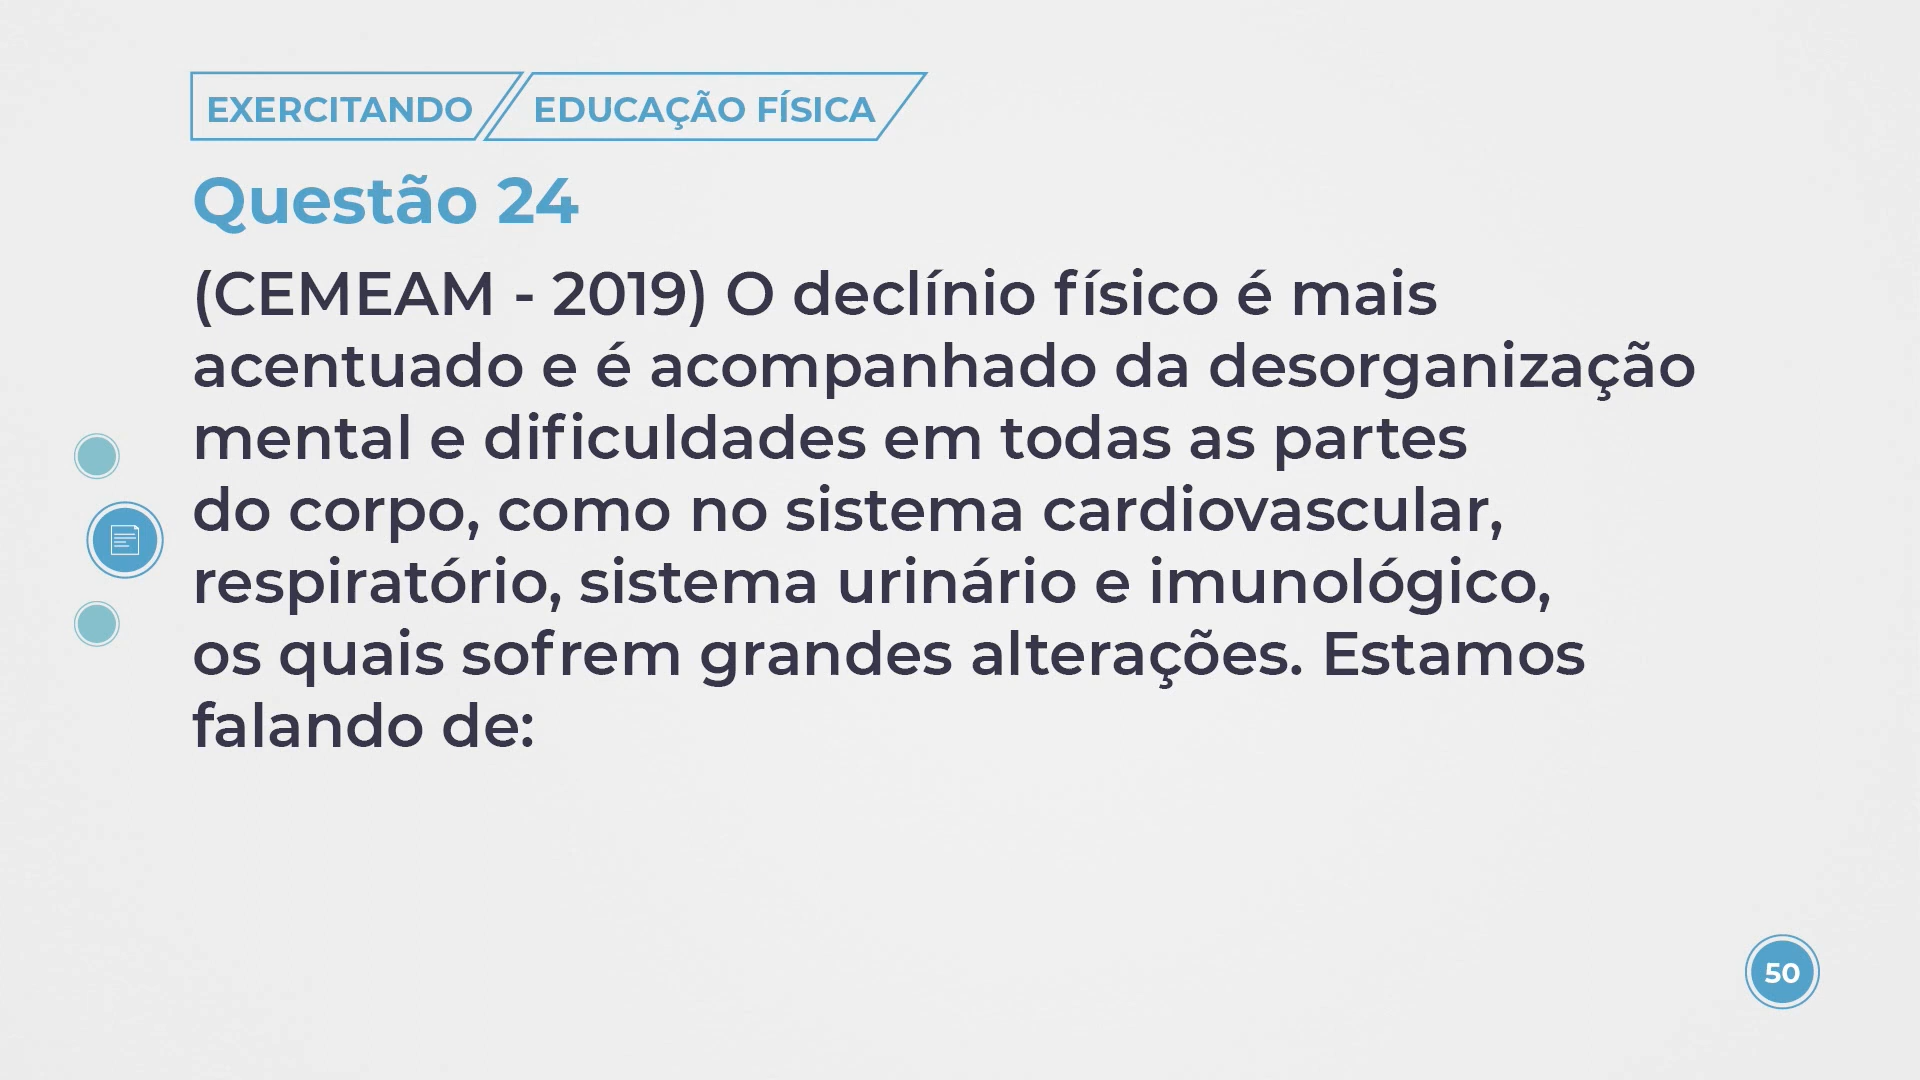 EXERCITANDO EDUCAÇÃO FÍSICA
Questão 24
(CEMEAM - 2019) O declínio físico é mais
acentuado e é acompanhado da desorganização
mental e dificuldades em todas as partes
do corpo, como no sistema cardiovascular,
respiratório, sistema urinário e imunológico,
os quais sofrem grandes alterações. Estamos
falando de:
50